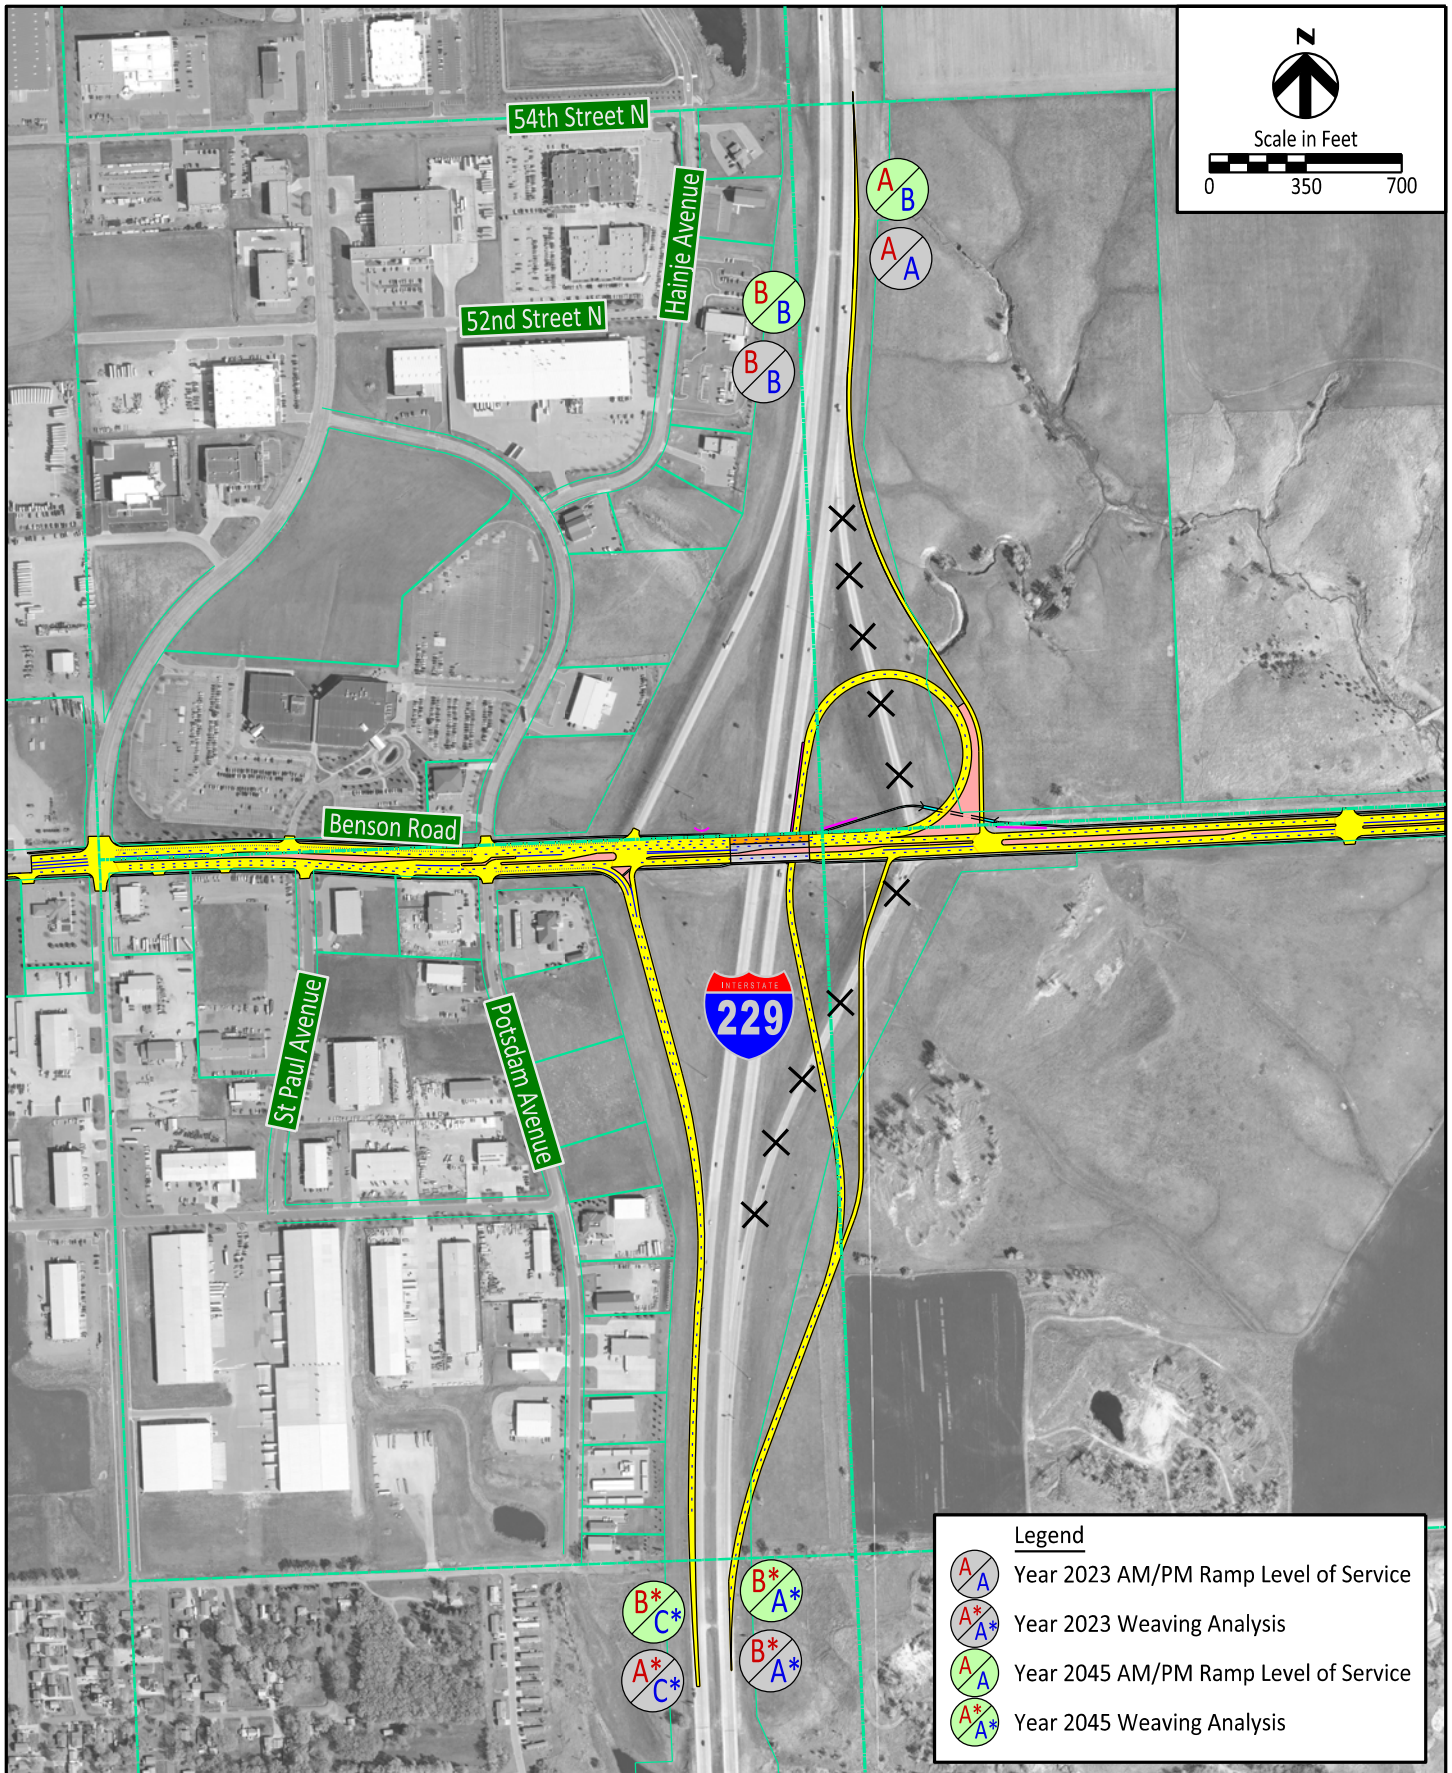 N
Scale in Feet
0 350 700
54th Street N
A
B
Hainje Avenue
A
A
B
B
52nd Street N
B
B
Benson Road
INTERSTATE
229
St Paul Avenue
Potsdam Avenue
B*
A*
B*
C*
B*
A*
A*
C*
Legend
A A Year 2023 AM/PM Ramp Level of Service
A* A* Year 2023 Weaving Analysis
A A Year 2045 AM/PM Ramp Level of Service
A* A* Year 2045 Weaving Analysis